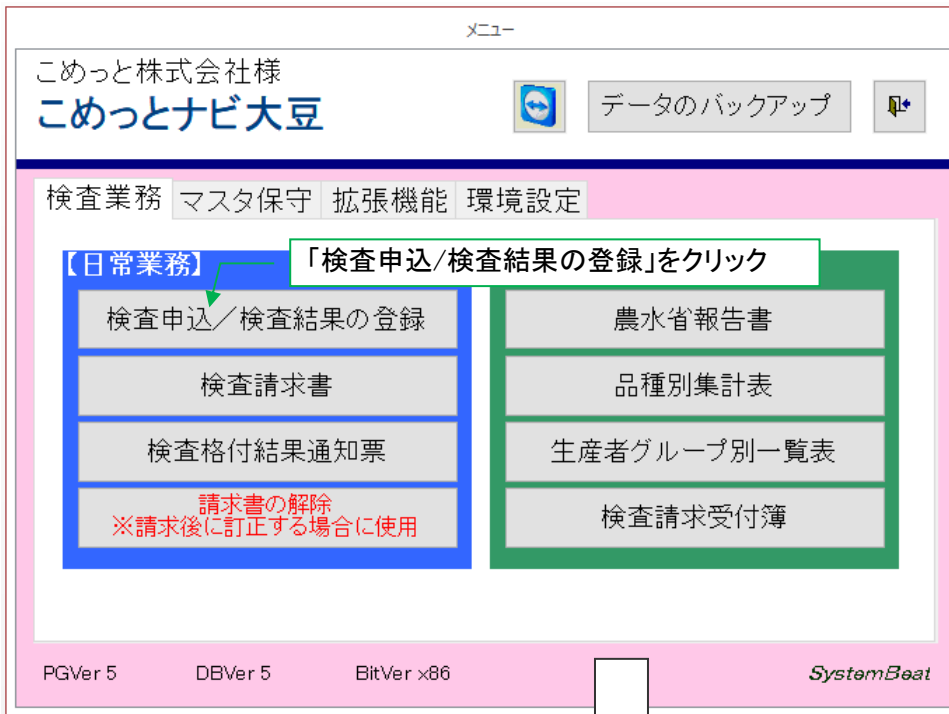 メニュー
こめっと株式会社様
こめっとナビ大豆
データのバックアップ
検査業務 マスタ保守 拡張機能 環境設定
【日常業務】
「検査申込/検査結果の登録」をクリック
検査申込／検査結果の登録
検査請求書
検査格付結果通知票
請求書の解除
※請求後に訂正する場合に使用
農水省報告書
品種別集計表
生産者グループ別一覧表
検査請求受付簿
PGVer 5 DBVer 5 BitVer x86 SystemBeat